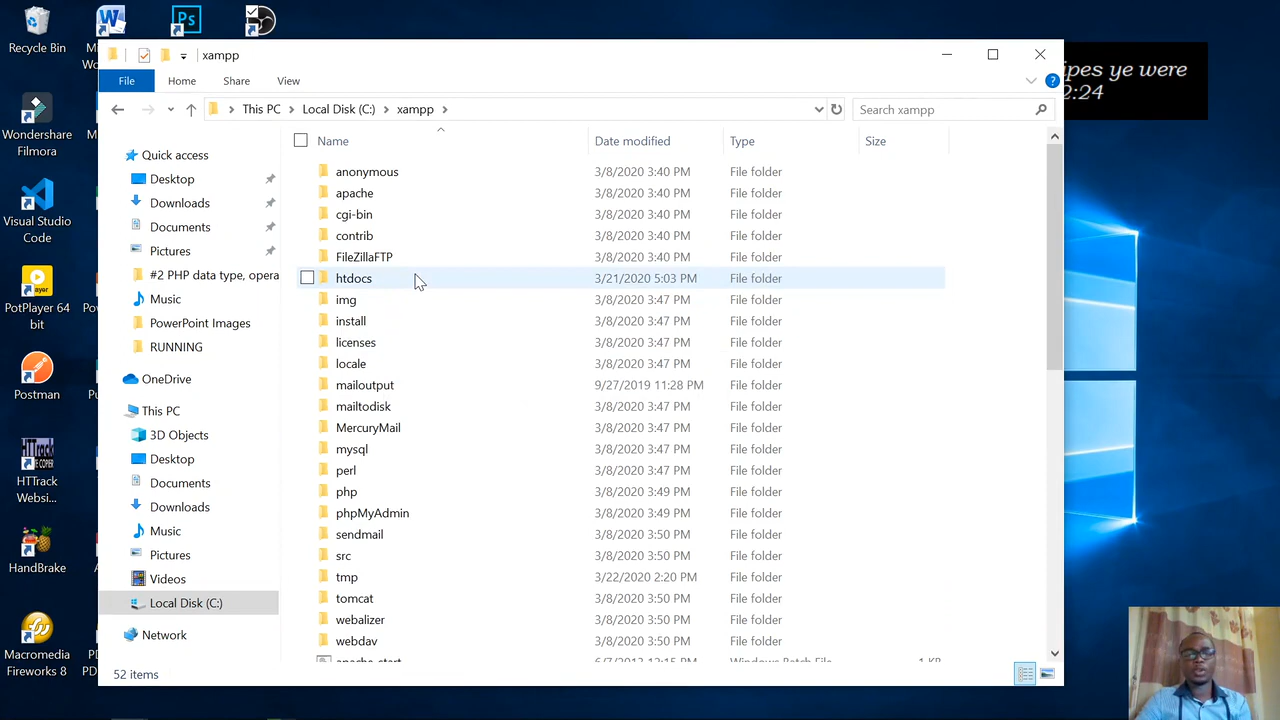 Recycle Bin
xampp
File
Home
Share
View
This PC
Local Disk (C:)
xampp
Search xampp
Name
Date modified
Type
Size
Quick access
Desktop
Downloads
Documents
Pictures
#2 PHP data type, opera
Music
PowerPoint Images
RUNNING
OneDrive
This PC
3D Objects
Desktop
Documents
Downloads
Music
Pictures
Videos
Local Disk (C:)
Network
anonymous 3/8/2020 3:40 PM File folder
apache 3/8/2020 3:40 PM File folder
cgi-bin 3/8/2020 3:40 PM File folder
contrib 3/8/2020 3:40 PM File folder
FileZillaFTP 3/8/2020 3:40 PM File folder
htdocs 3/21/2020 5:03 PM File folder
img 3/8/2020 3:47 PM File folder
install 3/8/2020 3:47 PM File folder
licenses 3/8/2020 3:47 PM File folder
locale 3/8/2020 3:47 PM File folder
mailoutput 9/27/2019 11:28 PM File folder
mailtodisk 3/8/2020 3:47 PM File folder
MercuryMail 3/8/2020 3:47 PM File folder
mysql 3/8/2020 3:47 PM File folder
perl 3/8/2020 3:47 PM File folder
php 3/8/2020 3:49 PM File folder
phpMyAdmin 3/8/2020 3:49 PM File folder
sendmail 3/8/2020 3:50 PM File folder
src 3/8/2020 3:50 PM File folder
tmp 3/22/2020 2:20 PM File folder
tomcat 3/8/2020 3:50 PM File folder
webalizer 3/8/2020 3:50 PM File folder
webdav 3/8/2020 3:50 PM File folder
52 items
Wondershare
Filmora
Visual Studio
Code
PotPlayer 64
bit
Postman
HTTrack
Websi...
HandBrake
Macromedia
Fireworks 8
Ps
ipes ye were
2:24